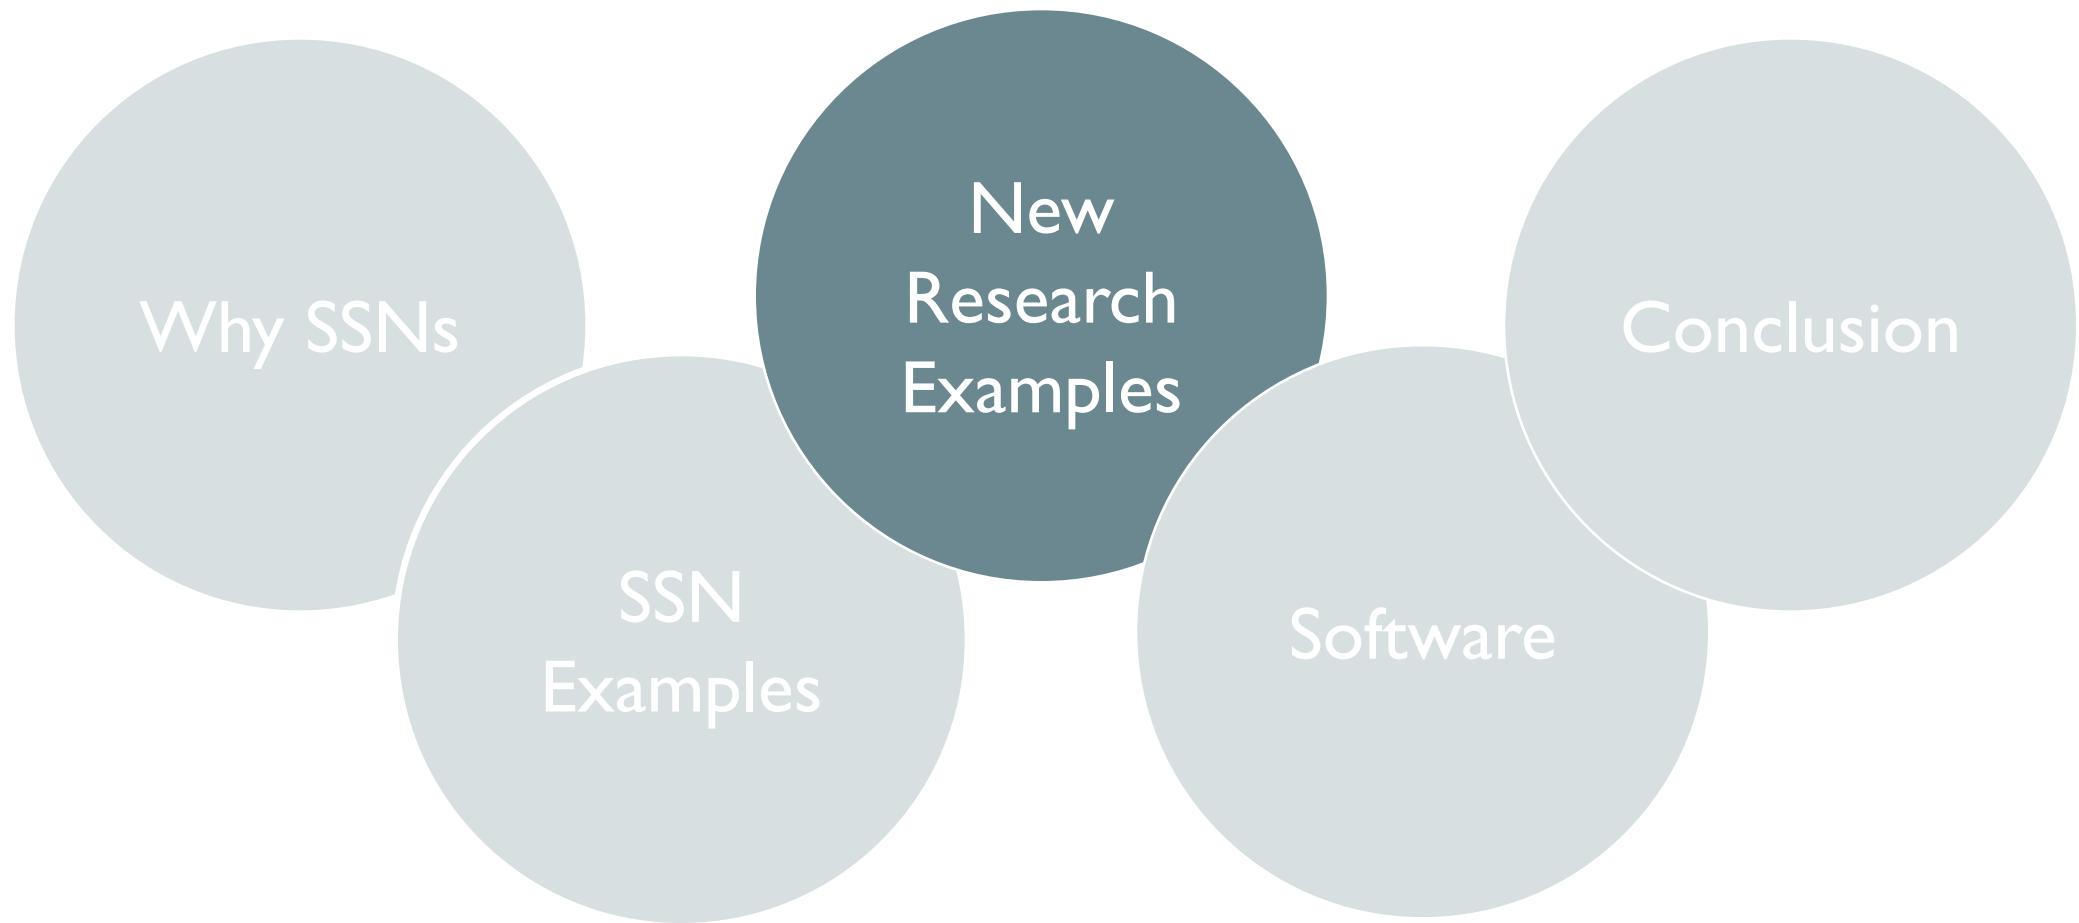 Why SSNs
SSN
Examples
New
Research
Examples
Software
Conclusion